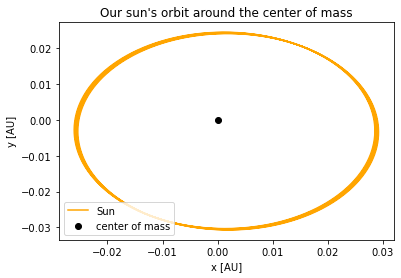 Our sun's orbit around the center of mass
0.02
0.01
0.00
−0.01
−0.02
−0.03
y [AU]
Sun
center of mass
−0.02
−0.01
0.00
0.01
0.02
0.03
x [AU]